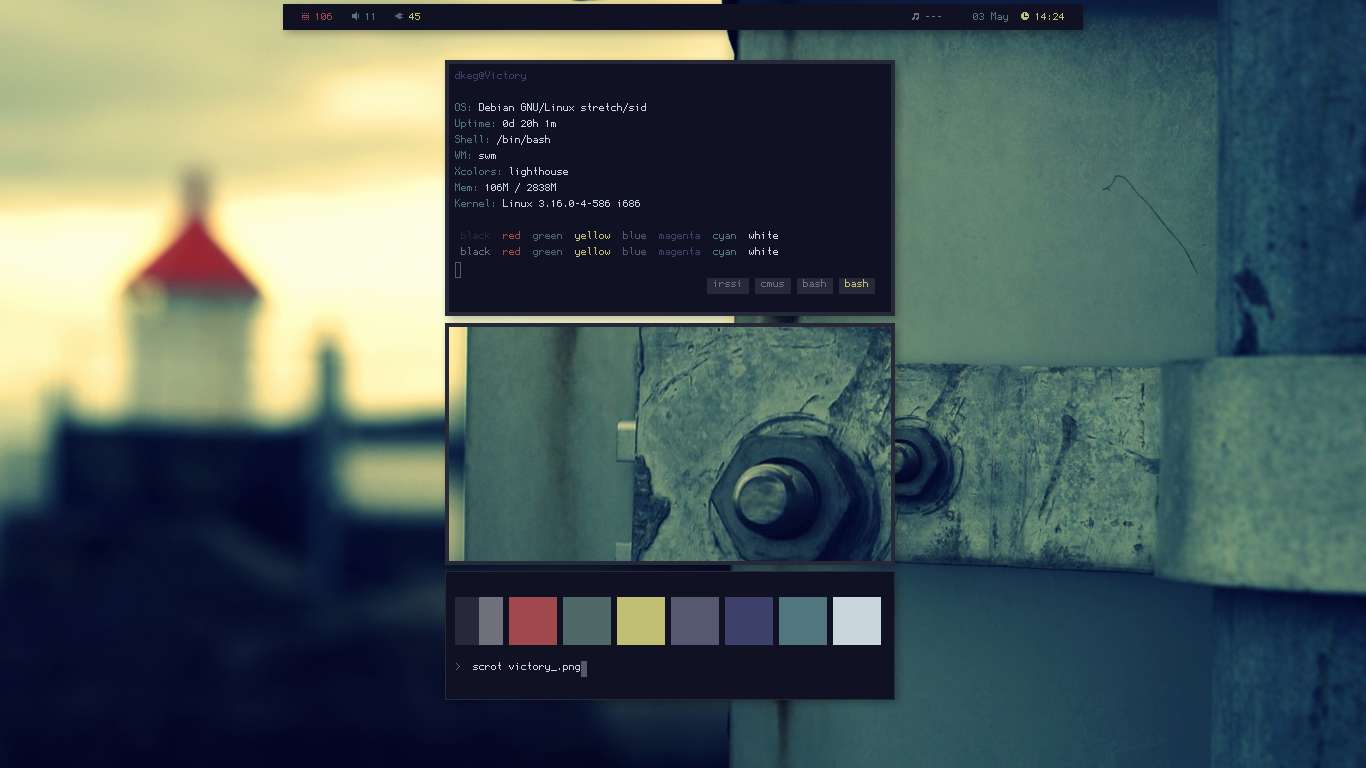 106 11 45 --- 03 May 14:24
dkeg@Victory
OS: Debian GNU/Linux stretch/sid
Uptime: 0d 20h 1m
Shell: /bin/bash
WM: swm
Xcolors: lighthouse
Mem: 106M / 2838M
Kernel: Linux 3.16.0-4-586 i686
black red green yellow blue magenta cyan white
black red green yellow blue magenta cyan white
irssi cmus bash bash
> scrot victory_.png